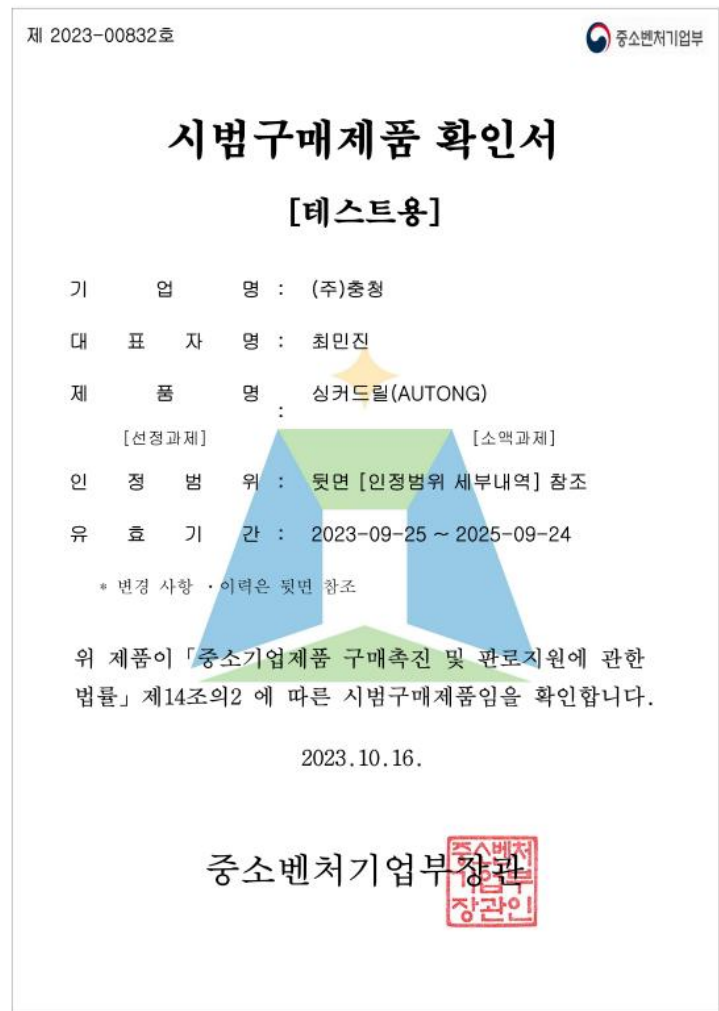 제 2023-00832호
중소벤처기업부
시범구매제품 확인서
[테스트용]
기 업 명 : (주)충청
대 표 자 명 : 최민진
제 품 명 : 싱커드릴(AUTONG)
[선정과제] [소액과제]
인 정 범 위 : 뒷면 [인정범위 세부내역] 참조
유 효 기 간 : 2023-09-25 ~ 2025-09-24
* 변경 사항 ・이력은 뒷면 참조
위 제품이「중소기업제품 구매촉진 및 판로지원에 관한
법률」제14조의2 에 따른 시범구매제품임을 확인합니다.
2023.10.16.
중소벤처기업부장관
중소벤처
기업부
장관인